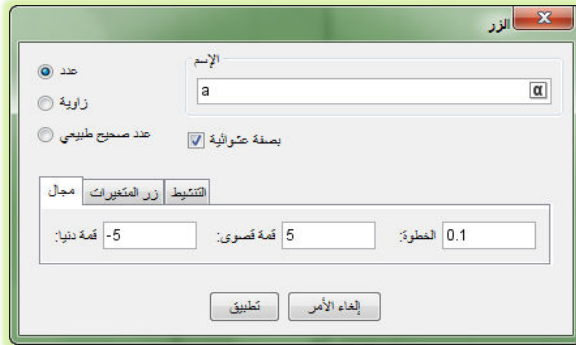 الزر
الإسم
عدد
a
α
زاوية
عدد صحيح طبيعي
بصفة عشوائية
مجال
زر المتغيرات
التنشيط
قمة دنيا: -5
قمة قصوى: 5
الخطوة: 0.1
تطبيق
إلغاء الأمر